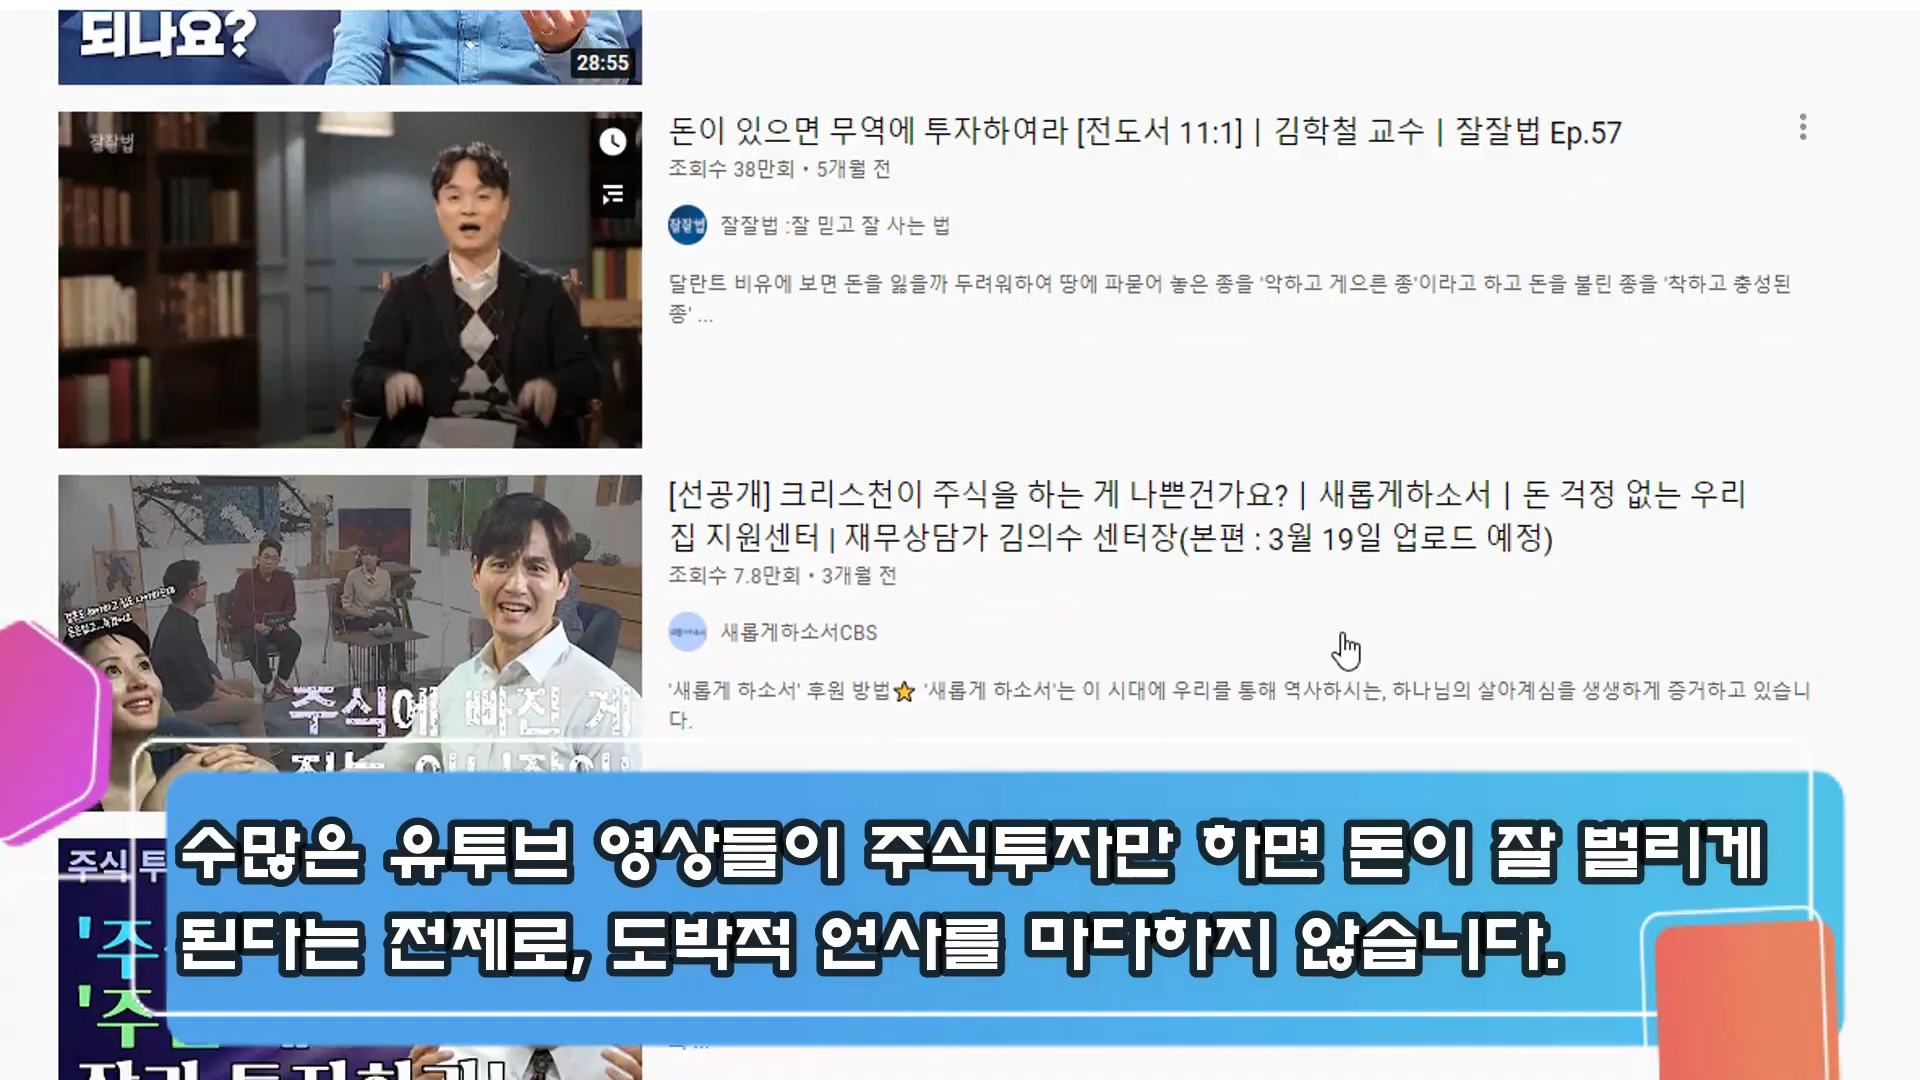 되나요?
28:55
잘잘법
돈이 있으면 무역에 투자하여라 [전도서 11:1] | 김학철 교수 | 잘잘법 Ep.57
조회수 38만회 • 5개월 전
잘잘법
잘잘법 :잘 믿고 잘 사는 법
달란트 비유에 보면 돈을 잃을까 두려워하여 땅에 파묻어 놓은 종을 '악하고 게으른 종'이라고 하고 돈을 불린 종을 '착하고 충성된
종' ...
[선공개] 크리스천이 주식을 하는 게 나쁜건가요? | 새롭게하소서 | 돈 걱정 없는 우리
집 지원센터 | 재무상담가 김의수 센터장(본편 : 3월 19일 업로드 예정)
조회수 7.8만회 • 3개월 전
새롭게하소서CBS
'새롭게 하소서' 후원 방법⭐ '새롭게 하소서'는 이 시대에 우리를 통해 역사하시는, 하나님의 살아계심을 생생하게 증거하고 있습니
다.
주식에 빠진 게
수많은 유투브 영상들이 주식투자만 하면 돈이 잘 벌리게
된다는 전제로, 도박적 언사를 마다하지 않습니다.
주식 투
'주
'주